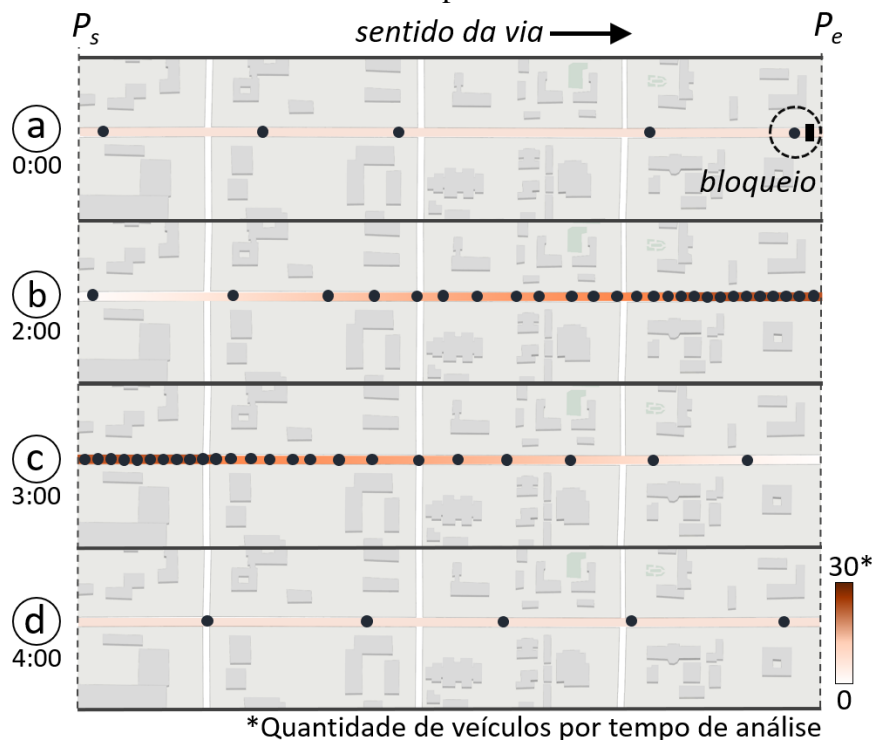 P_s sentido da via P_e
a
0:00
bloqueio
b
2:00
c
3:00
30*
d
4:00
0
*Quantidade de veículos por tempo de análise